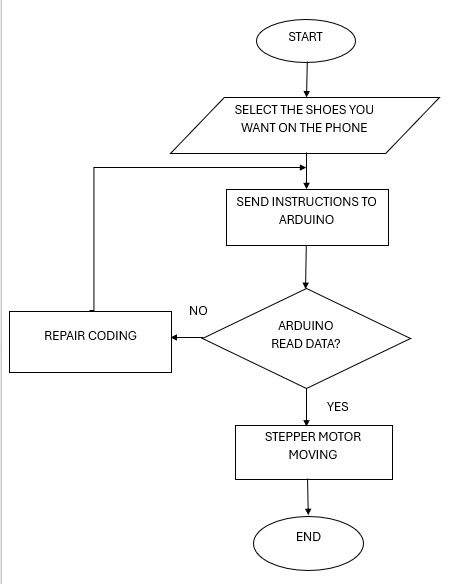 START
SELECT THE SHOES YOU
WANT ON THE PHONE
SEND INSTRUCTIONS TO
ARDUINO
NO
ARDUINO
READ DATA?
REPAIR CODING
YES
STEPPER MOTOR
MOVING
END